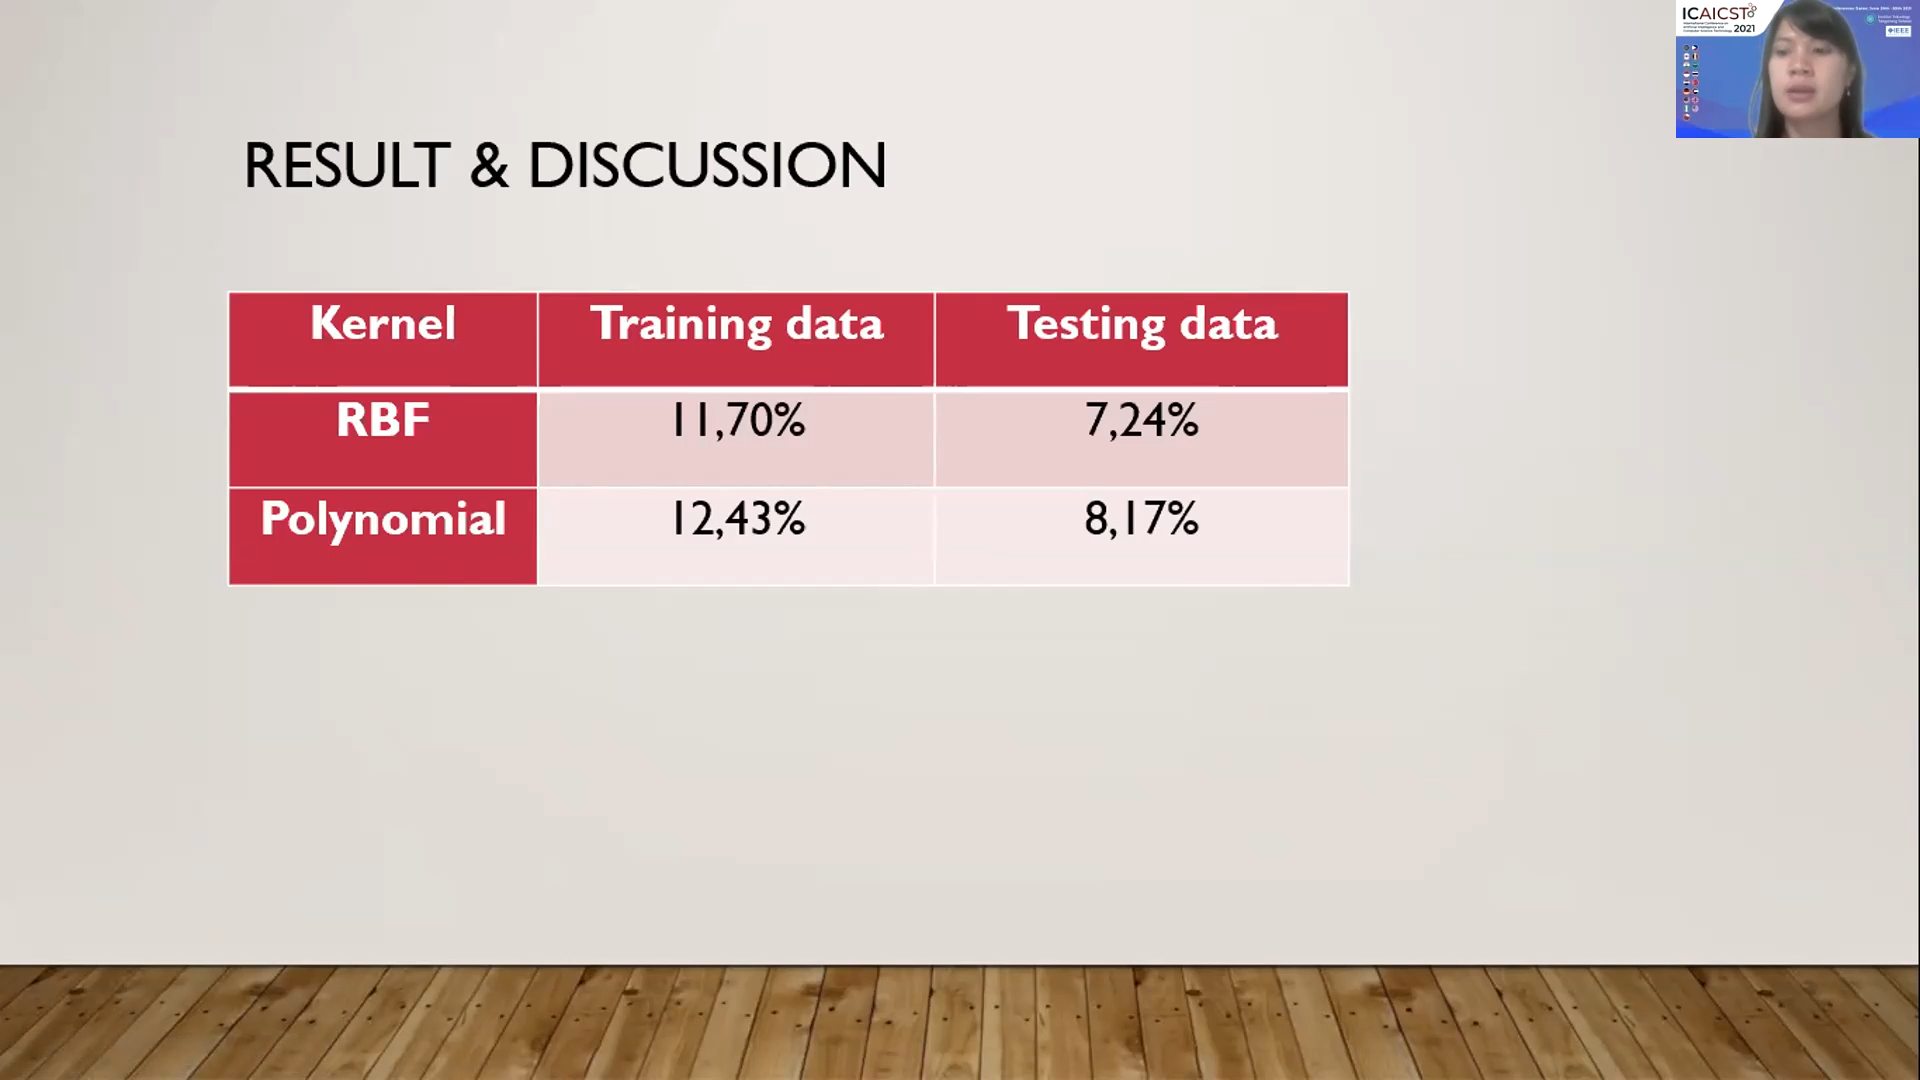 ICAICST
2021
IEEE
RESULT & DISCUSSION
Kernel Training data Testing data
RBF 11,70% 7,24%
Polynomial 12,43% 8,17%